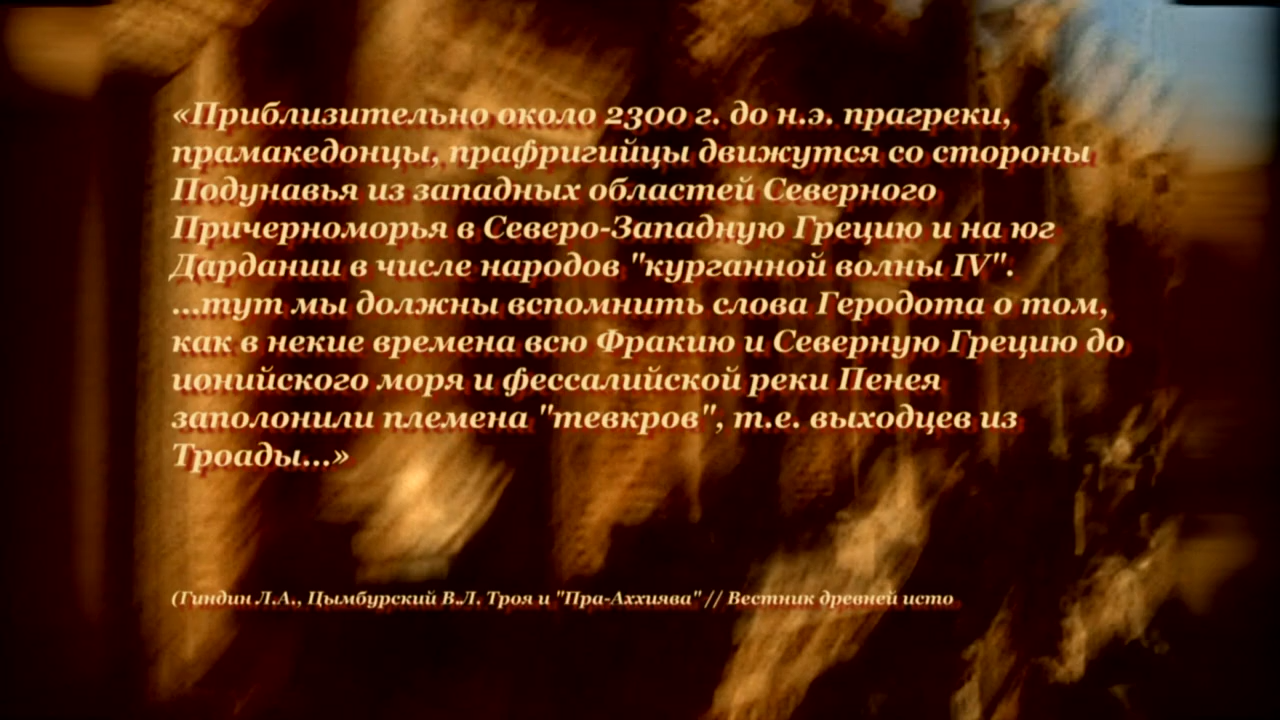 «Приблизительно около 2300 г. до н.э. прагреки,
прамакедонцы, прафригийцы движутся со стороны
Подунавья из западных областей Северного
Причерноморья в Северо-Западную Грецию и на юг
Дардании в числе народов "курганной волны IV".
...тут мы должны вспомнить слова Геродота о том,
как в некие времена всю Фракию и Северную Грецию до
ионийского моря и фессалийской реки Пенея
заполонили племена "тевкров", т.е. выходцев из
Троады...»
(Гиндин Л.А., Цымбурский В.Л. Троя и "Пра-Аххиява" // Вестник древней исто